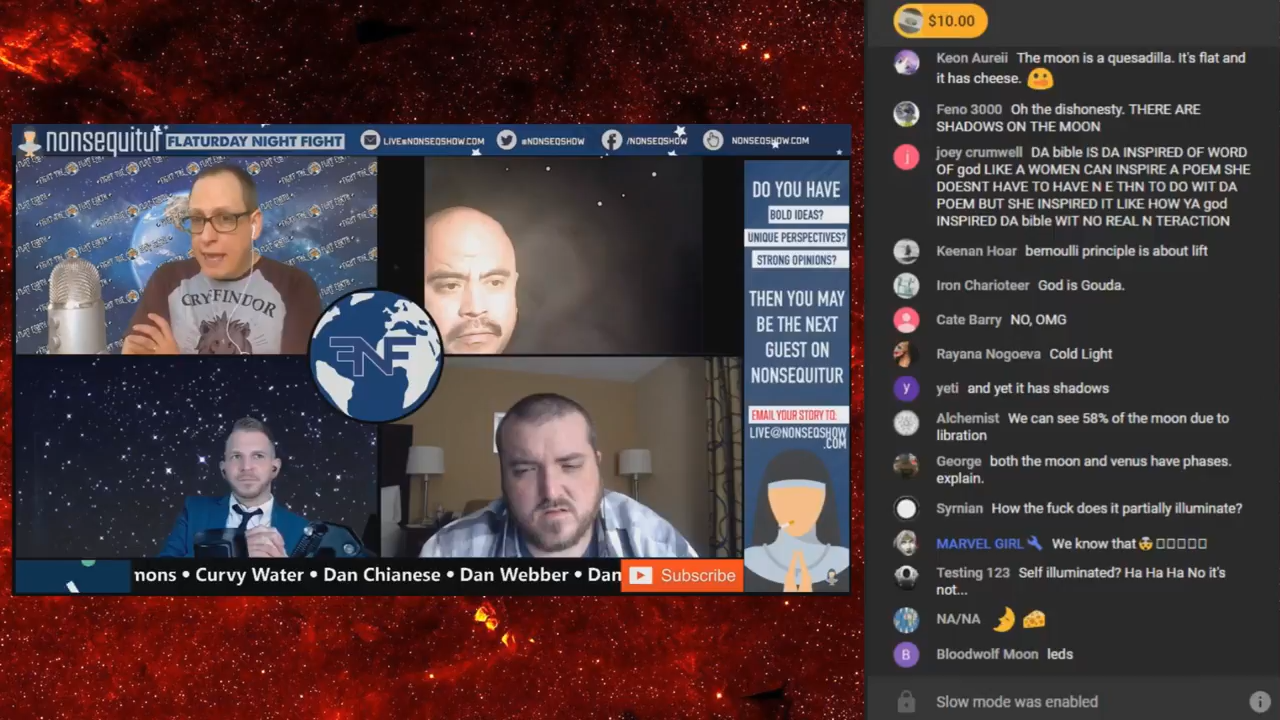 nonsequitur FLATURDAY NIGHT FIGHT LIVE@NONSEQSHOW.COM @NONSEQSHOW /NONSEQSHOW NONSEQSHOW.COM
GRYFFINDOR
FNF
DO YOU HAVE
BOLD IDEAS?
UNIQUE PERSPECTIVES?
STRONG OPINIONS?
THEN YOU MAY
BE THE NEXT
GUEST ON
NONSEQUITUR
EMAIL YOUR STORY TO:
LIVE@NONSEQSHOW
.COM
mons • Curvy Water • Dan Chianese • Dan Webber • Dan
Subscribe
$10.00
Keon Aureii The moon is a quesadilla. It's flat and
it has cheese.
Feno 3000 Oh the dishonesty. THERE ARE
SHADOWS ON THE MOON
joey crumwell DA bible IS DA INSPIRED OF WORD
OF god LIKE A WOMEN CAN INSPIRE A POEM SHE
DOESNT HAVE TO HAVE N E THN TO DO WIT DA
POEM BUT SHE INSPIRED IT LIKE HOW YA god
INSPIRED DA bible WIT NO REAL N TERACTION
Keenan Hoar bernoulli principle is about lift
Iron Charioteer God is Gouda.
Cate Barry NO, OMG
Rayana Nogoeva Cold Light
yeti and yet it has shadows
Alchemist We can see 58% of the moon due to
libration
George both the moon and venus have phases.
explain.
Syrnian How the fuck does it partially illuminate?
MARVEL GIRL We know that
Testing 123 Self illuminated? Ha Ha Ha No it's
not...
NA/NA
Bloodwolf Moon leds
Slow mode was enabled